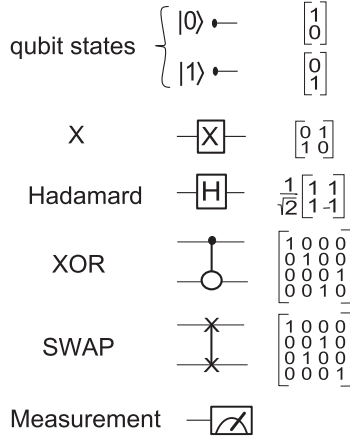 qubit states |0⟩ [1 0]
|1⟩ [0 1]
X X [0 1
1 0]
Hadamard H 1/√2 [1 1
1 -1]
XOR [1 0 0 0
0 1 0 0
0 0 0 1
0 0 1 0]
SWAP [1 0 0 0
0 0 1 0
0 1 0 0
0 0 0 1]
Measurement